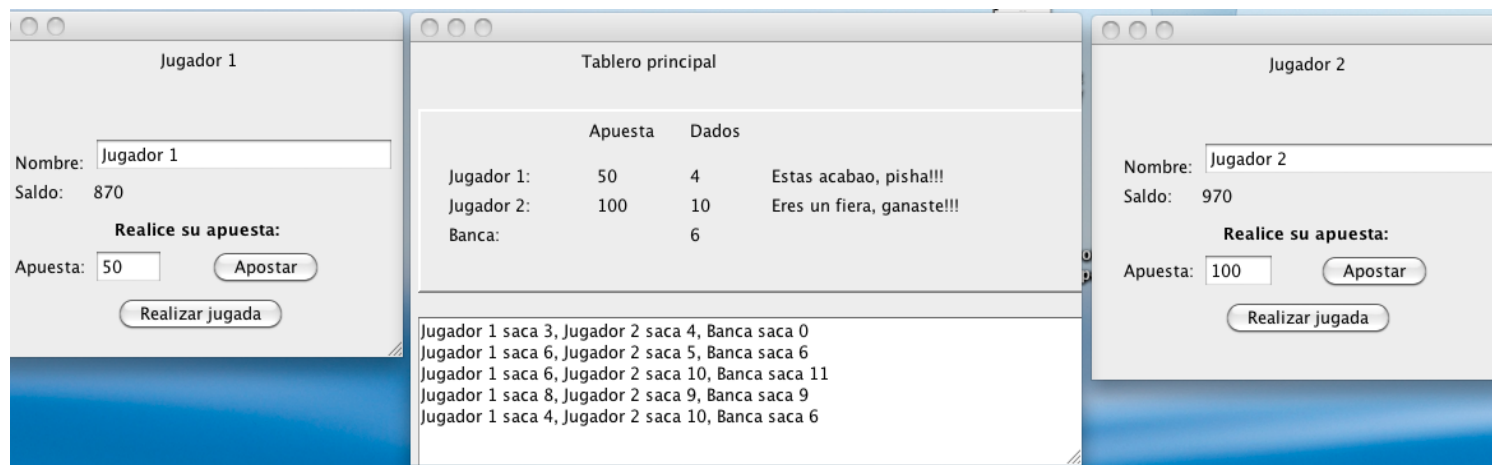 Jugador 1
Nombre: Jugador 1
Saldo: 870
Realice su apuesta:
Apuesta: 50 Apostar
Realizar jugada
Tablero principal
Apuesta Dados
Jugador 1: 50 4 Estas acabao, pisha!!!
Jugador 2: 100 10 Eres un fiera, ganaste!!!
Banca: 6
Jugador 1 saca 3, Jugador 2 saca 4, Banca saca 0
Jugador 1 saca 6, Jugador 2 saca 5, Banca saca 6
Jugador 1 saca 6, Jugador 2 saca 10, Banca saca 11
Jugador 1 saca 8, Jugador 2 saca 9, Banca saca 9
Jugador 1 saca 4, Jugador 2 saca 10, Banca saca 6
Jugador 2
Nombre: Jugador 2
Saldo: 970
Realice su apuesta:
Apuesta: 100 Apostar
Realizar jugada